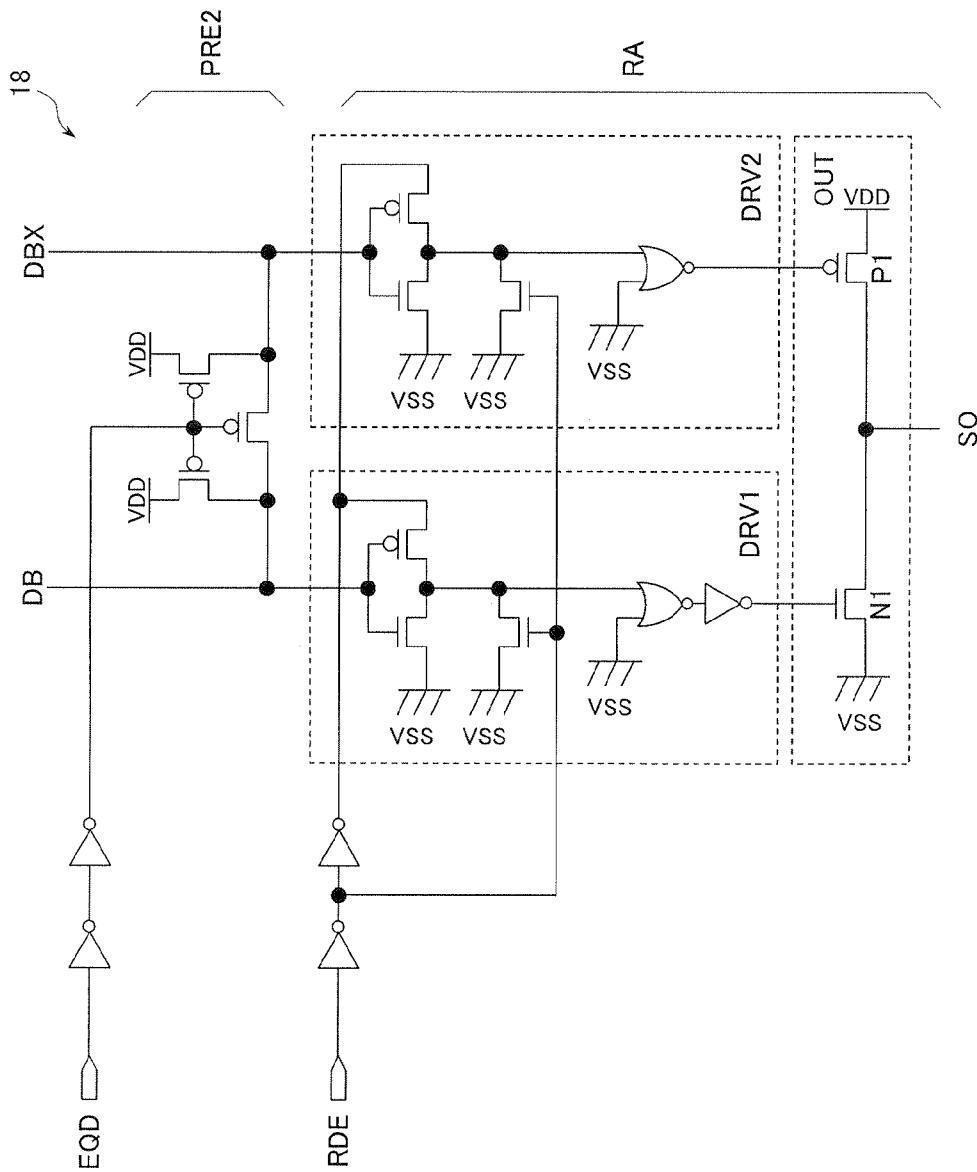 18
PRE2
RA
DBX
DB
VDD
VDD
EQD
RDE
DRV2
VSS
VSS
VSS
DRV1
VSS
VSS
VSS
OUT
VDD
P1
N1
VSS
SO